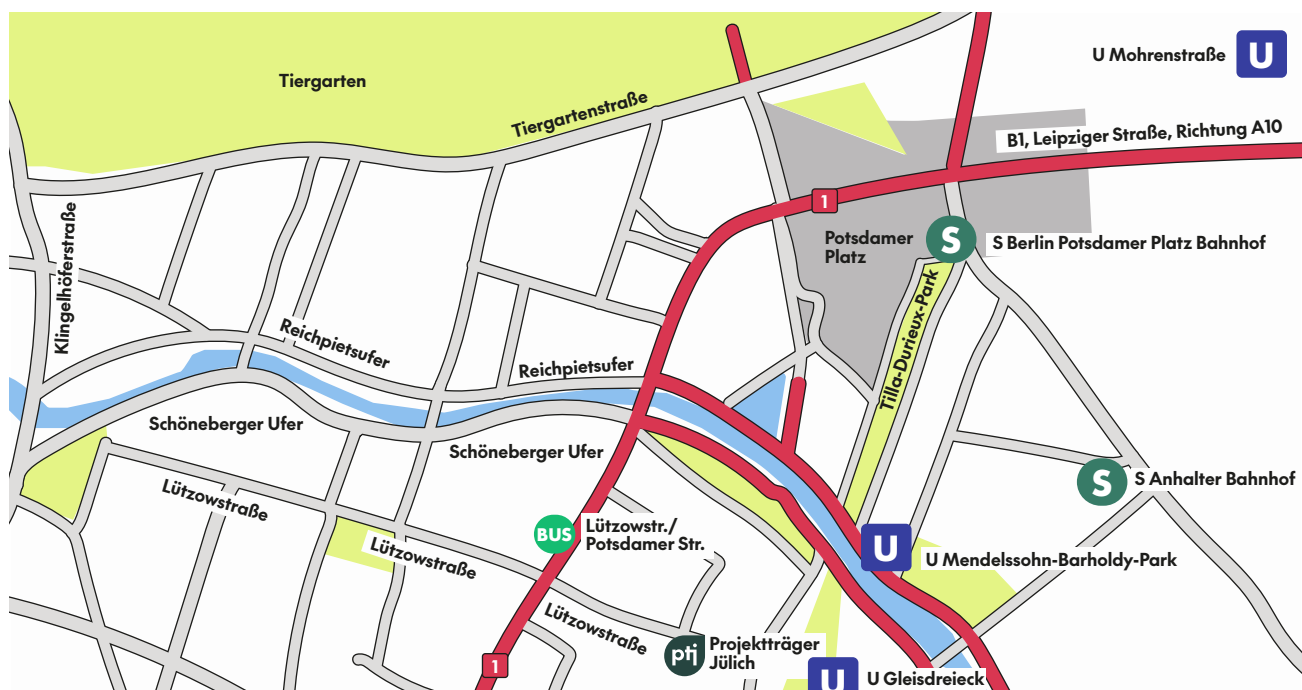 U Mohrenstraße
U
Tiergarten
Tiergartenstraße
B1, Leipziger Straße, Richtung A10
1
Klingelhöferstraße
Potsdamer
Platz
S
S Berlin Potsdamer Platz Bahnhof
Tilla-Durieux-Park
Reichpietsufer
Reichpietsufer
Schöneberger Ufer
Schöneberger Ufer
S
S Anhalter Bahnhof
Lützowstraße
BUS
Lützowstr./
Potsdamer Str.
Lützowstraße
U
U Mendelssohn-Barholdy-Park
Lützowstraße
ptj
Projektträger
Jülich
1
U
U Gleisdreieck